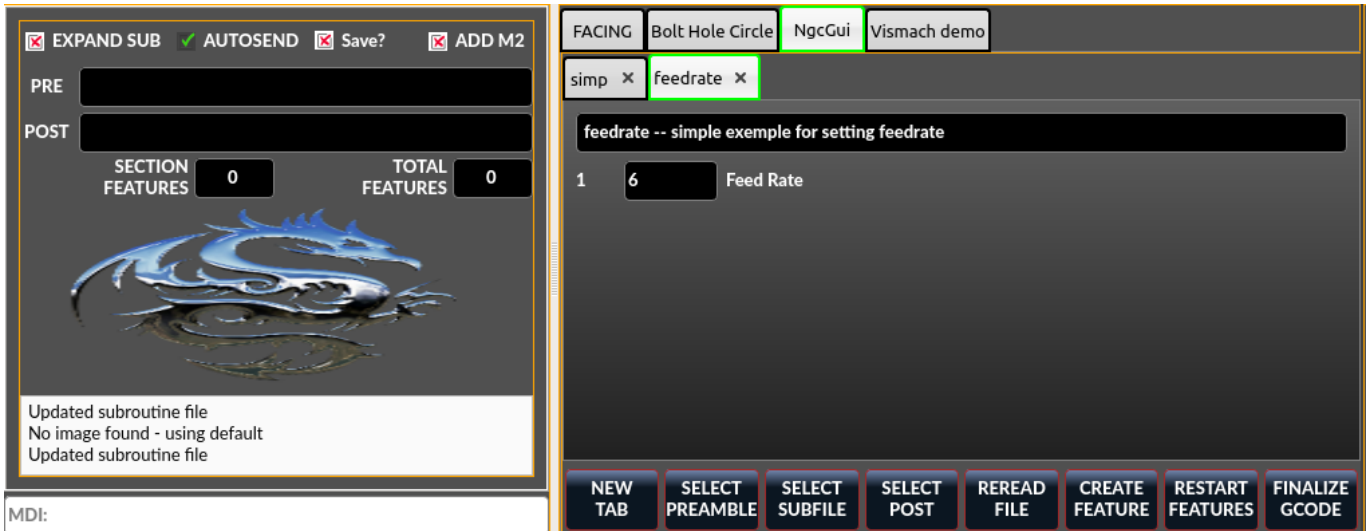 EXPAND SUB AUTOSEND Save? ADD M2
PRE
POST
SECTION
FEATURES
0
TOTAL
FEATURES
0
Updated subroutine file
No image found - using default
Updated subroutine file
MDI:
FACING Bolt Hole Circle NgcGui Vismach demo
simp × feedrate ×
feedrate -- simple exemple for setting feedrate
1 6 Feed Rate
NEW
TAB
SELECT
PREAMBLE
SELECT
SUBFILE
SELECT
POST
REREAD
FILE
CREATE
FEATURE
RESTART
FEATURES
FINALIZE
GCODE